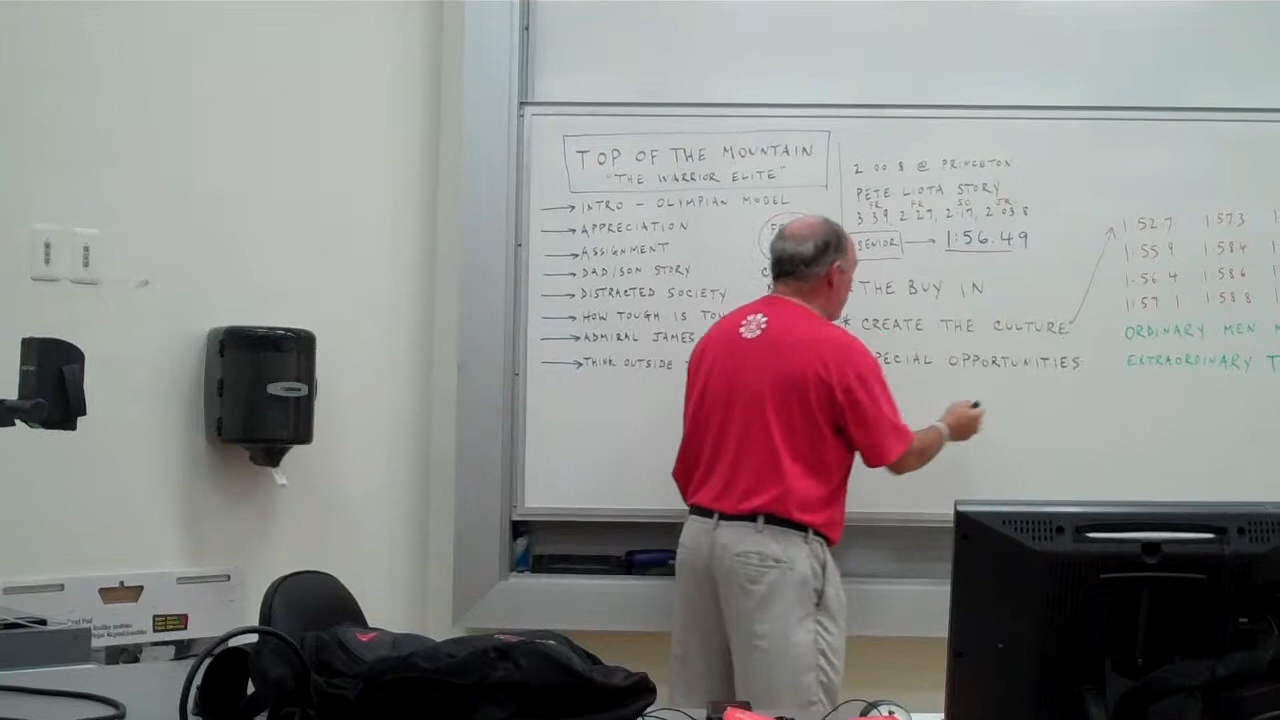 TOP OF THE MOUNTAIN
"THE WARRIOR ELITE"
INTRO - OLYMPIAN MODEL
APPRECIATION
ASSIGNMENT
DAD/SON STORY
DISTRACTED SOCIETY
HOW TOUGH IS TOU
ADMIRAL JAMES
THINK OUTSIDE
2008 @ PRINCETON
PETE LIOTA STORY
FR FR SO JR
3 39, 2 27, 2 17, 2 03 8
SENIOR 1:56.49
THE BUY IN
* CREATE THE CULTURE
PECIAL OPPORTUNITIES
1 52 7 1 57 3
1:55 9 1 58 4
1:56 4 1 58 6
1:57 1 1 58 8
ORDINARY MEN
EXTRAORDINARY T